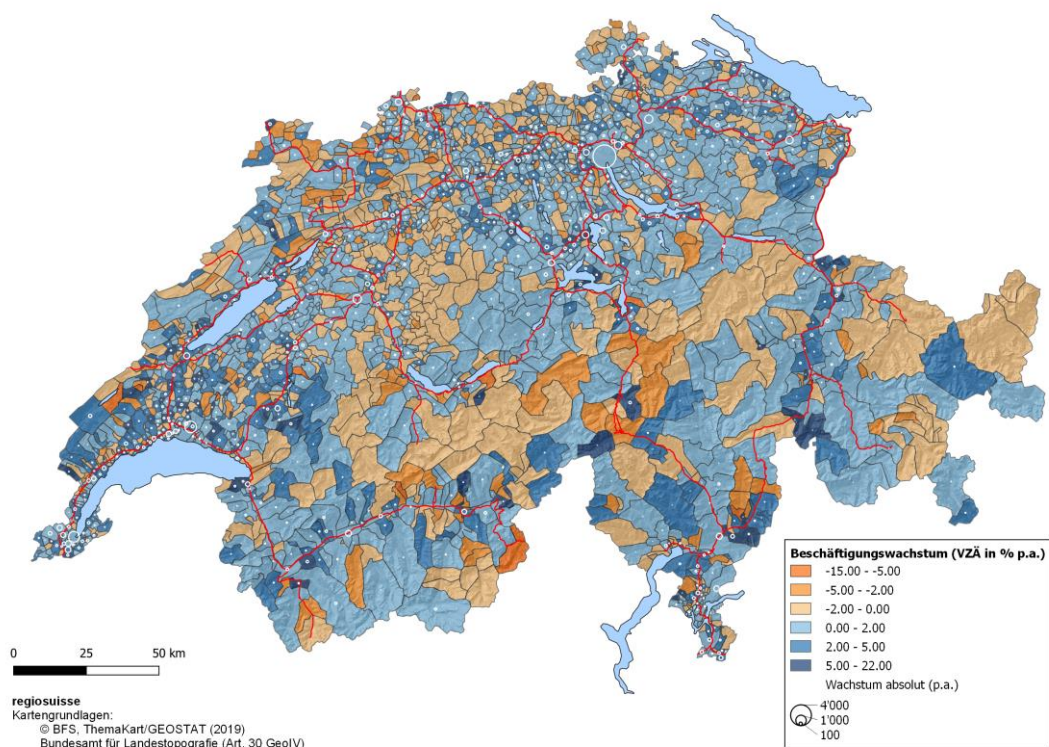 Beschäftigungswachstum (VZÄ in % p.a.)
-15.00 - -5.00
-5.00 - -2.00
-2.00 - 0.00
0.00 - 2.00
2.00 - 5.00
5.00 - 22.00
Wachstum absolut (p.a.)
4'000
1'000
100
0 25 50 km
regiosuisse
Kartengrundlagen:
© BFS, ThemaKart/GEOSTAT (2019)
Bundesamt für Landestopografie (Art. 30 GeoIV)